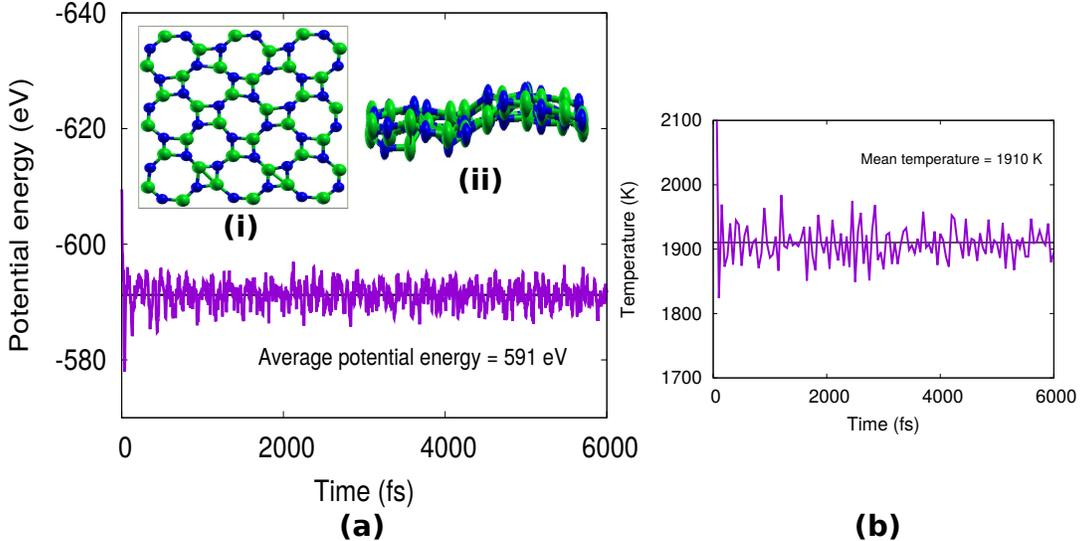 -640
-620
-600
-580
Potential energy (eV)
(i)
(ii)
Average potential energy = 591 eV
0
2000
4000
6000
Time (fs)
(a)
2100
2000
1900
1800
1700
Temperature (K)
Mean temperature = 1910 K
0
2000
4000
6000
Time (fs)
(b)